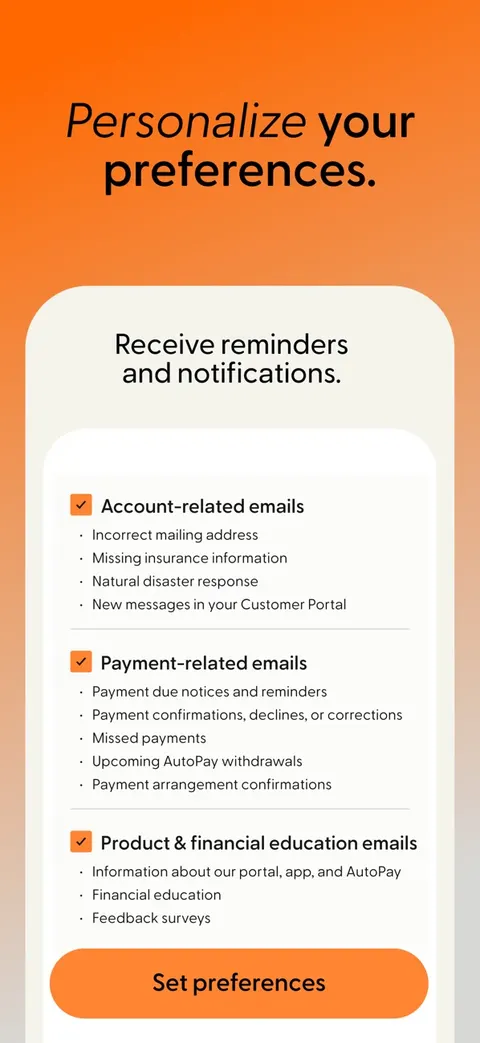 Personalize your
preferences.
Receive reminders
and notifications.
Account-related emails
· Incorrect mailing address
· Missing insurance information
· Natural disaster response
· New messages in your Customer Portal
Payment-related emails
· Payment due notices and reminders
· Payment confirmations, declines, or corrections
· Missed payments
· Upcoming AutoPay withdrawals
· Payment arrangement confirmations
Product & financial education emails
· Information about our portal, app, and AutoPay
· Financial education
· Feedback surveys
Set preferences